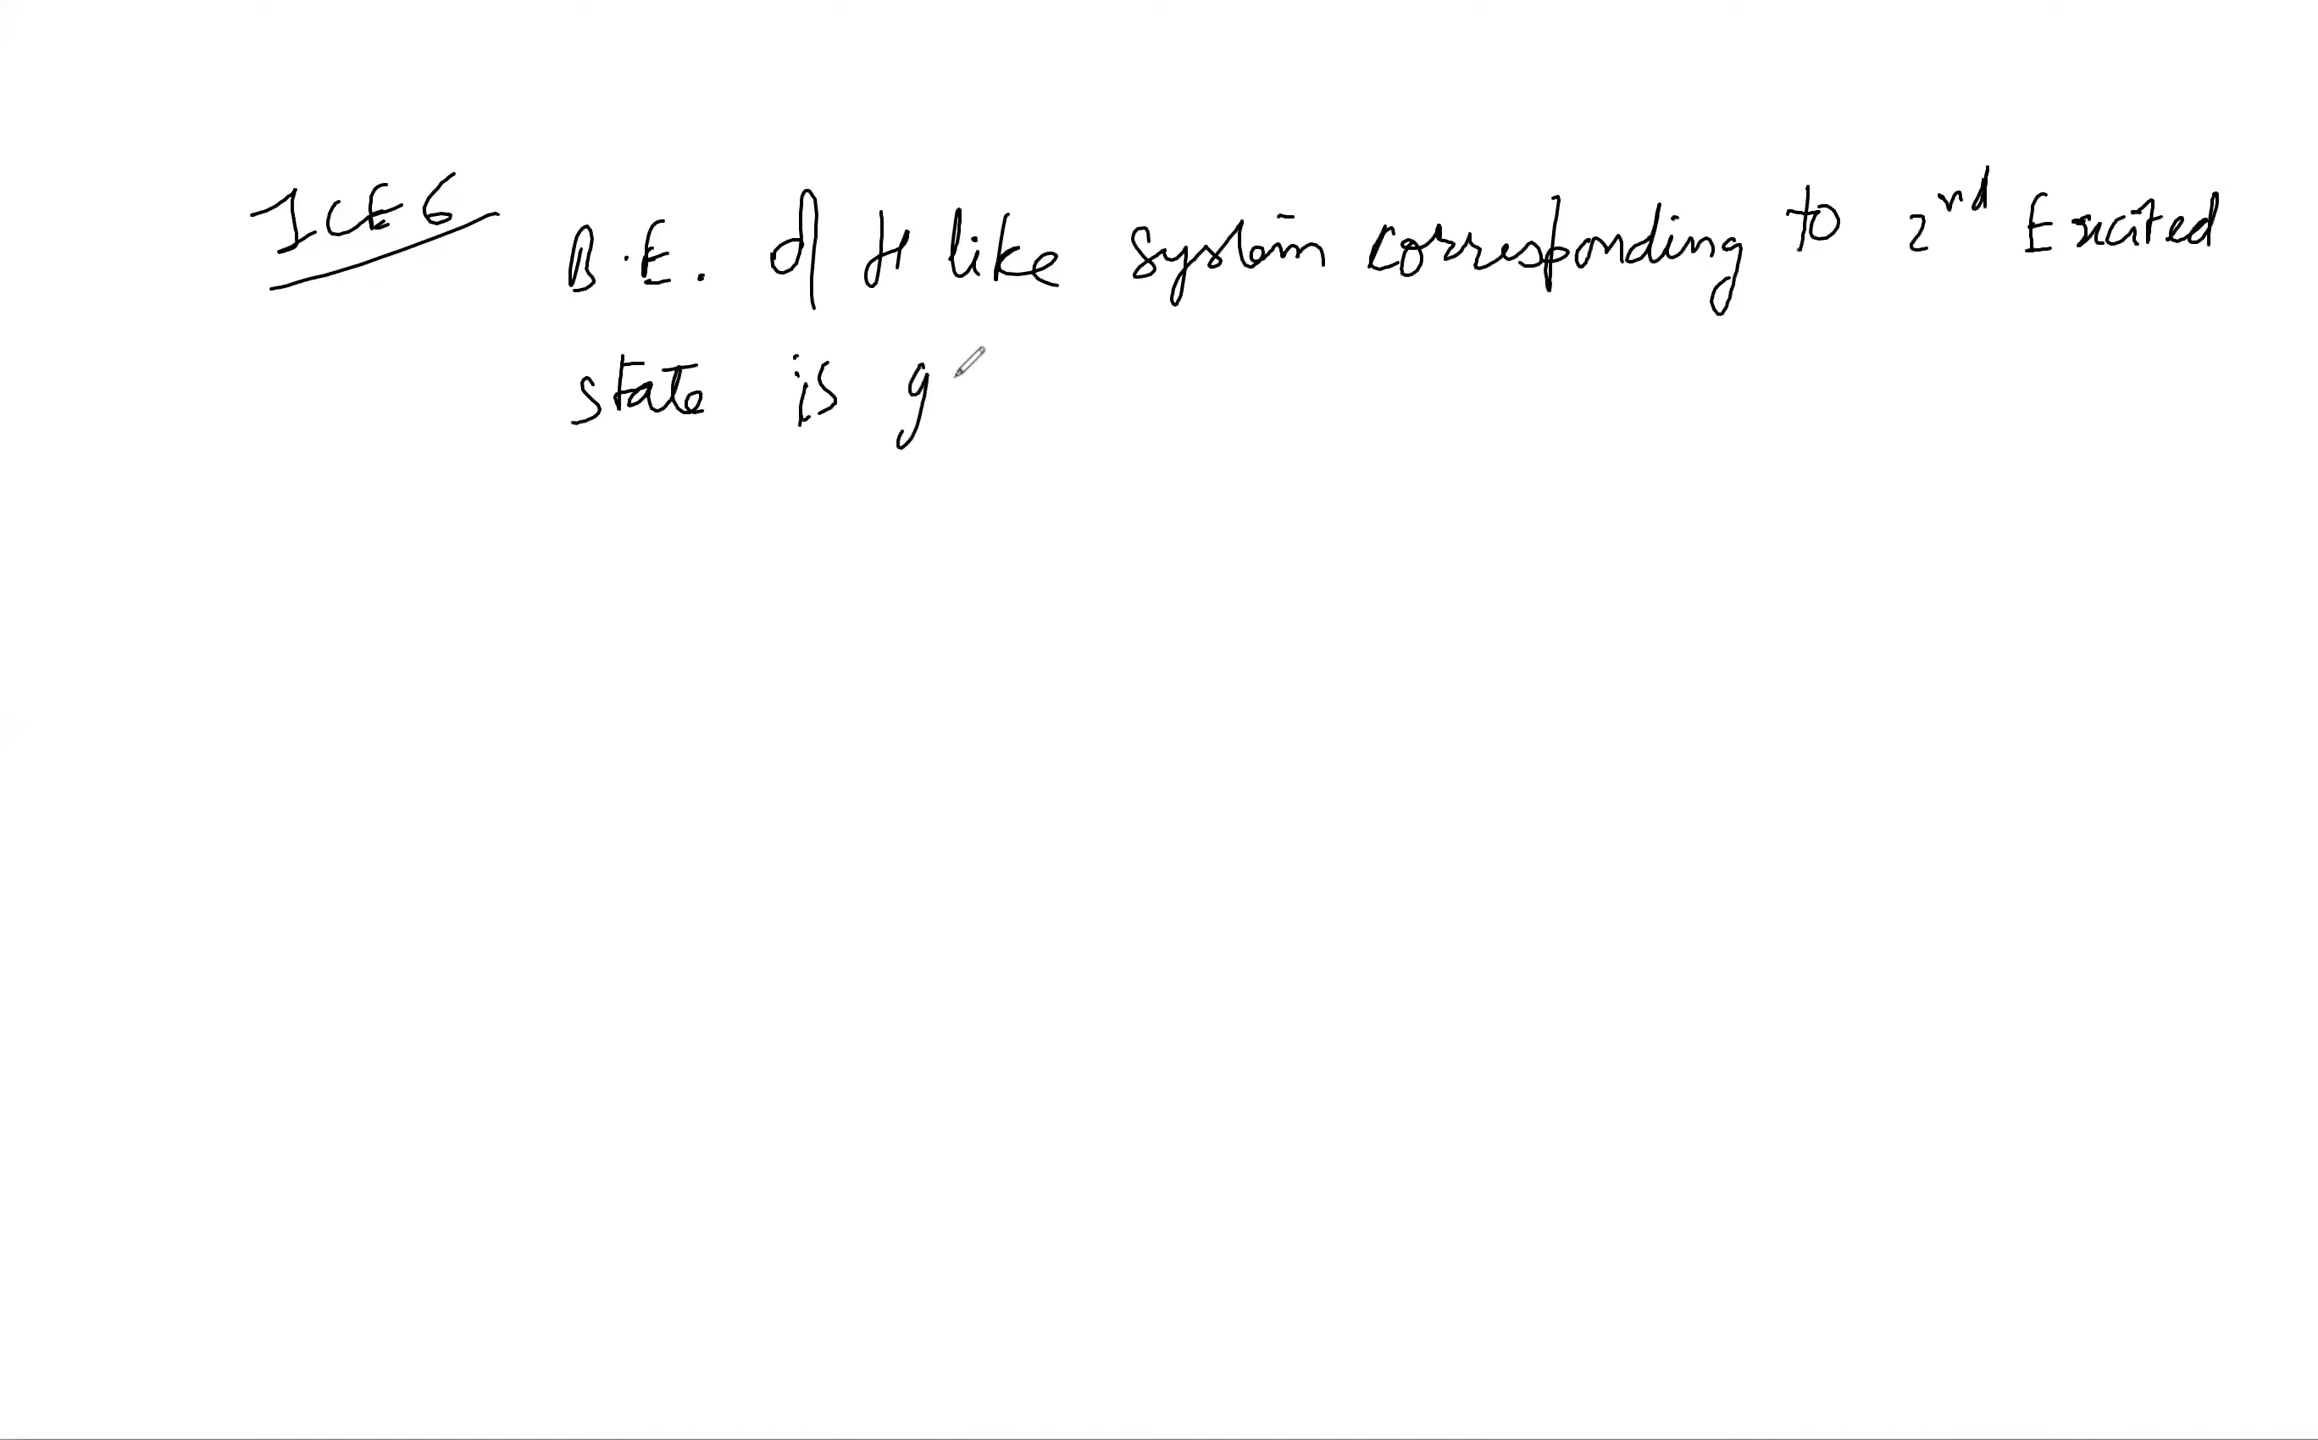 ICE 6
B.E. of H like system corresponding to 2nd Excited
state is g